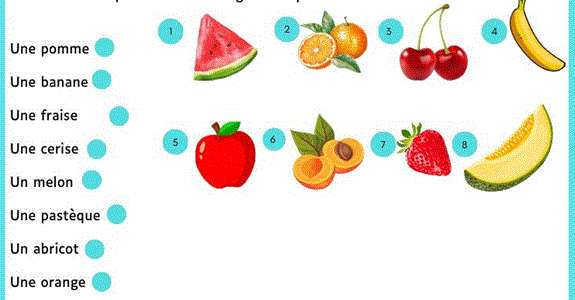 1
2
3
4
Une pomme
Une banane
Une fraise
Une cerise
Un melon
Une pastèque
Un abricot
Une orange
5
6
7
8